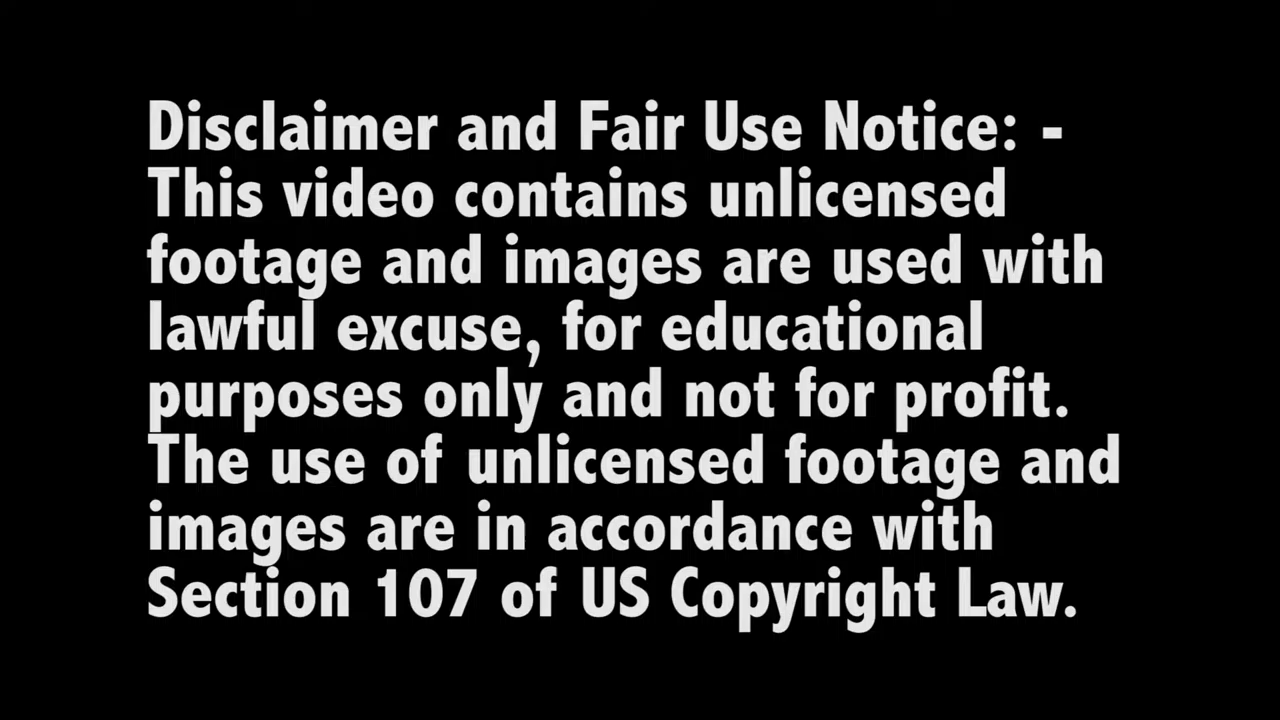 Disclaimer and Fair Use Notice: -
This video contains unlicensed
footage and images are used with
lawful excuse, for educational
purposes only and not for profit.
The use of unlicensed footage and
images are in accordance with
Section 107 of US Copyright Law.